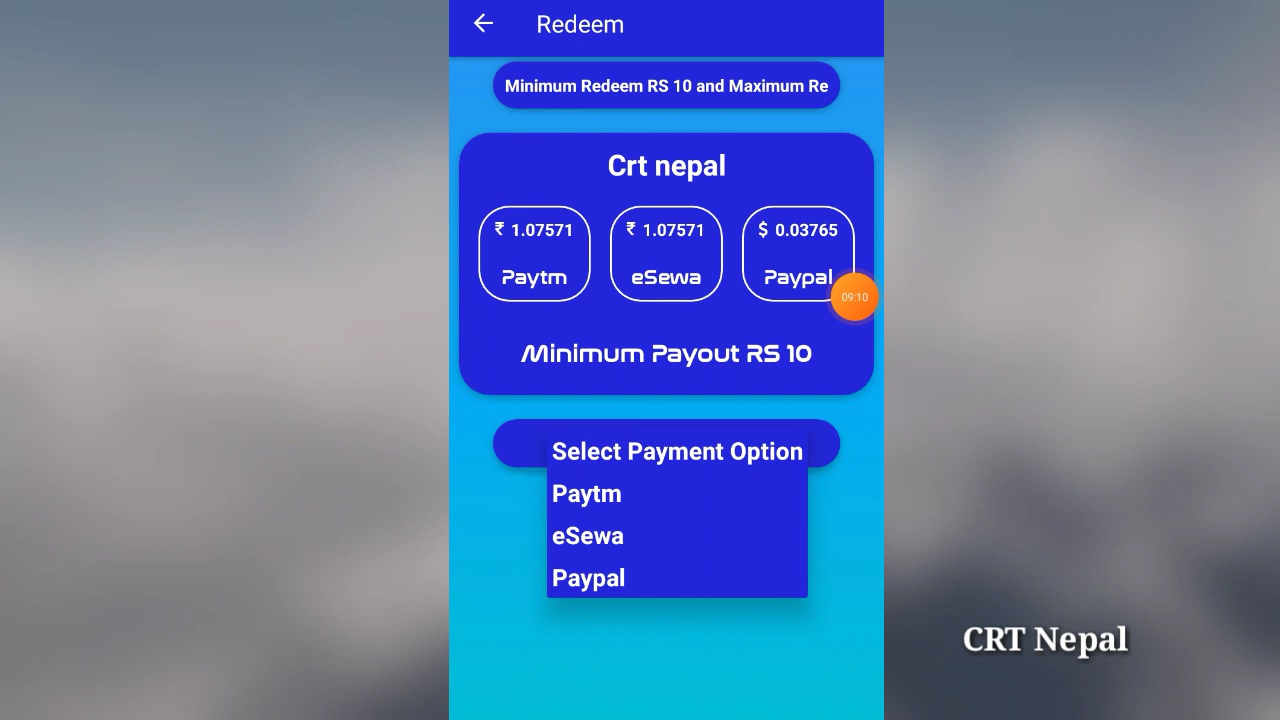 Redeem
Minimum Redeem RS 10 and Maximum Re
Crt nepal
₹ 1.07571
₹ 1.07571
$ 0.03765
Paytm
eSewa
Paypal
09:10
Minimum Payout RS 10
Select Payment Option
Paytm
eSewa
Paypal
CRT Nepal